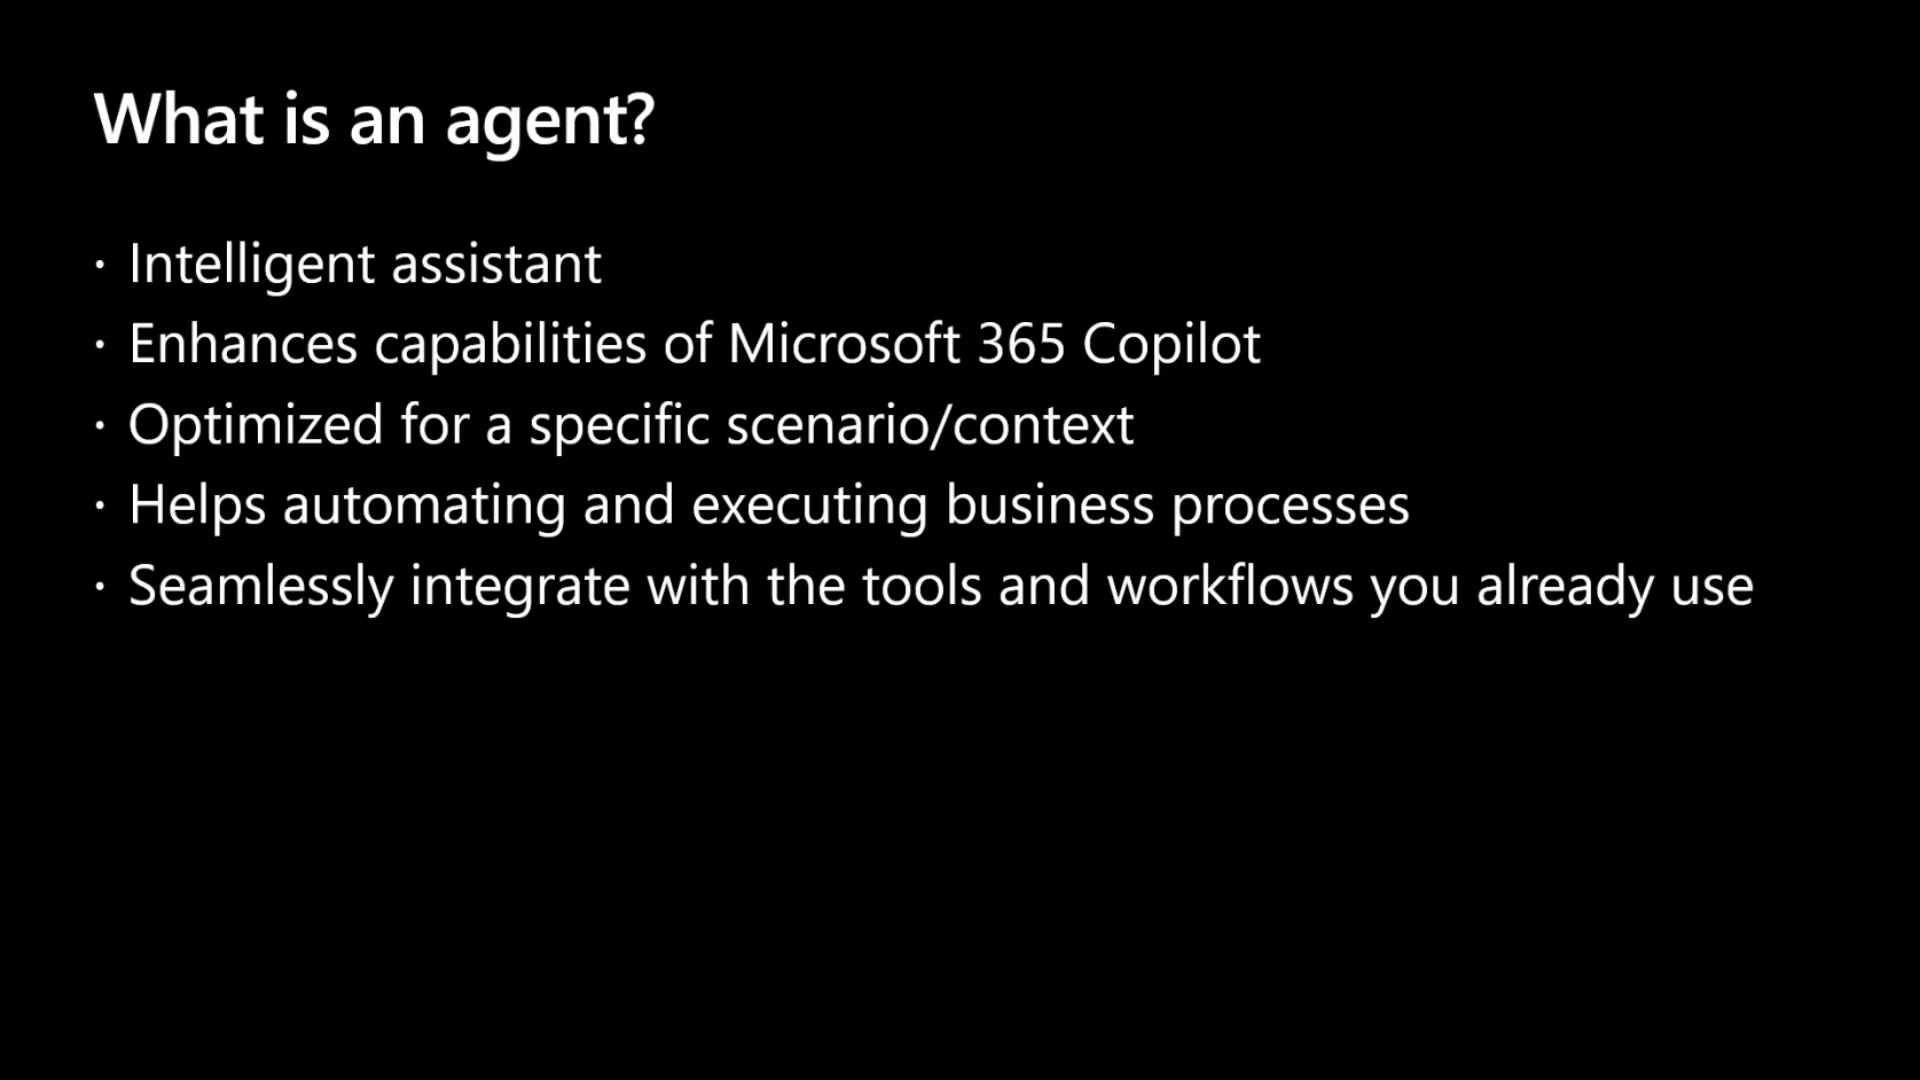 What is an agent?
· Intelligent assistant
· Enhances capabilities of Microsoft 365 Copilot
· Optimized for a specific scenario/context
· Helps automating and executing business processes
· Seamlessly integrate with the tools and workflows you already use